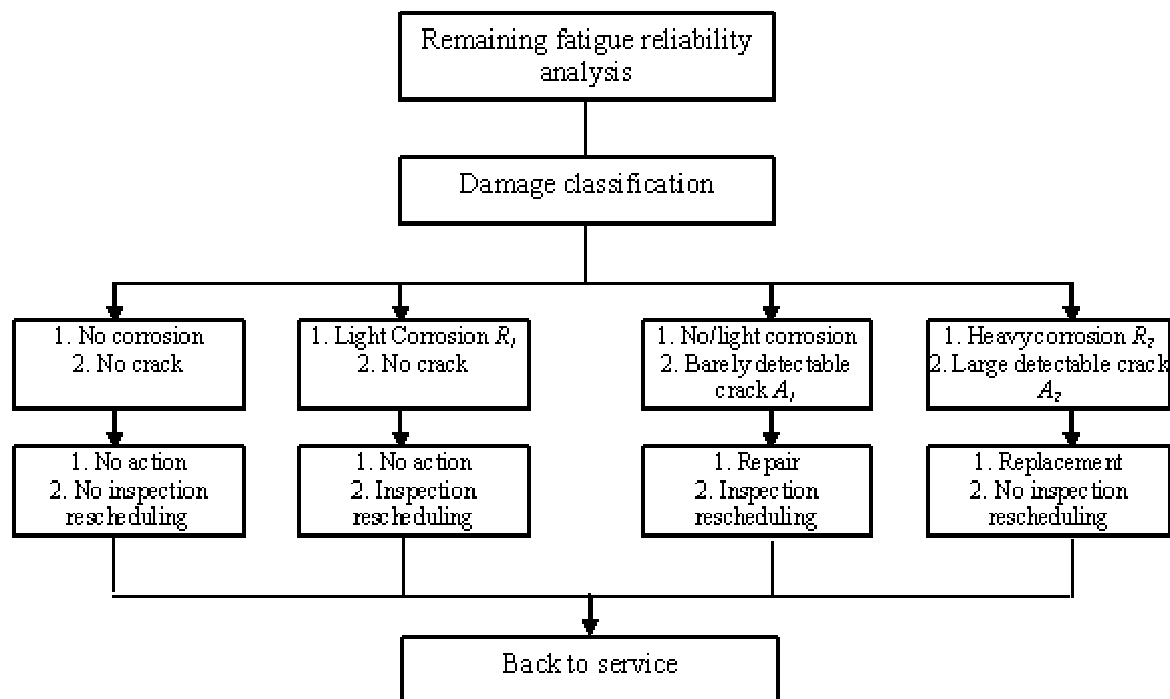 Remaining fatigue reliability
analysis
Damage classification
1. No corrosion
2. No crack
1. Light Corrosion R₁
2. No crack
1. No/light corrosion
2. Barely detectable
crack A₁
1. Heavy corrosion R₂
2. Large detectable crack
A₂
1. No action
2. No inspection
rescheduling
1. No action
2. Inspection
rescheduling
1. Repair
2. Inspection
rescheduling
1. Replacement
2. No inspection
rescheduling
Back to service